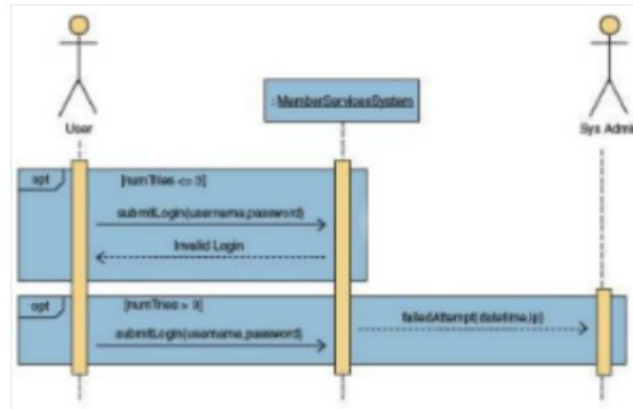 : MemberServicesSystem
User
Sys Admin
opt
[numTries <= 3]
submitLogin(username,password)
Invalid Login
opt
[numTries > 3]
failedAttempt(datetime,ip)
submitLogin(username,password)